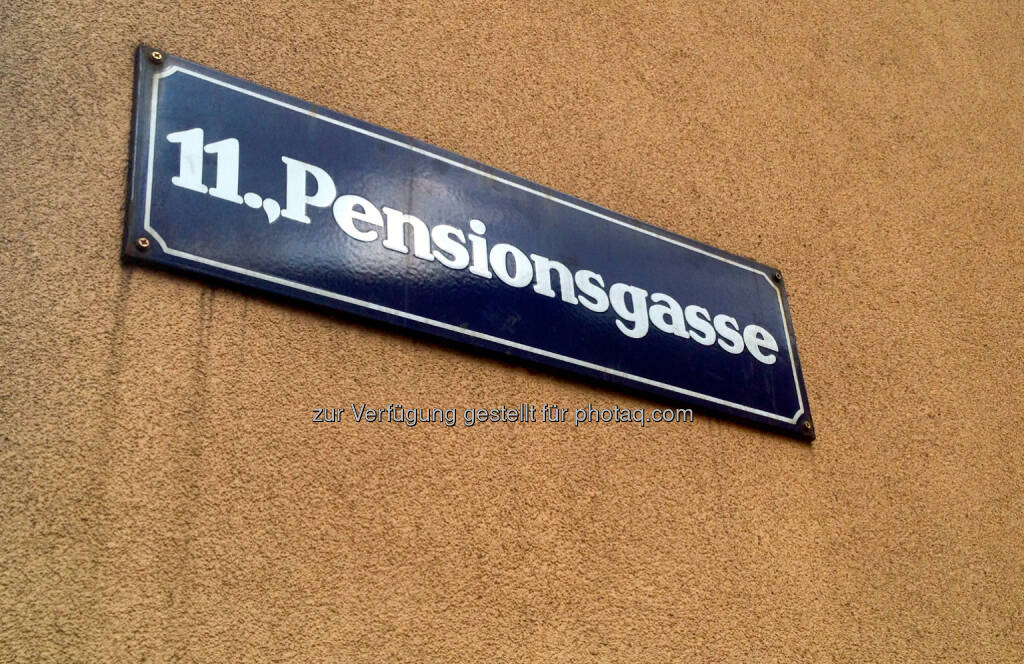 11., Pensionsgasse
zur Verfügung gestellt für photaq.com